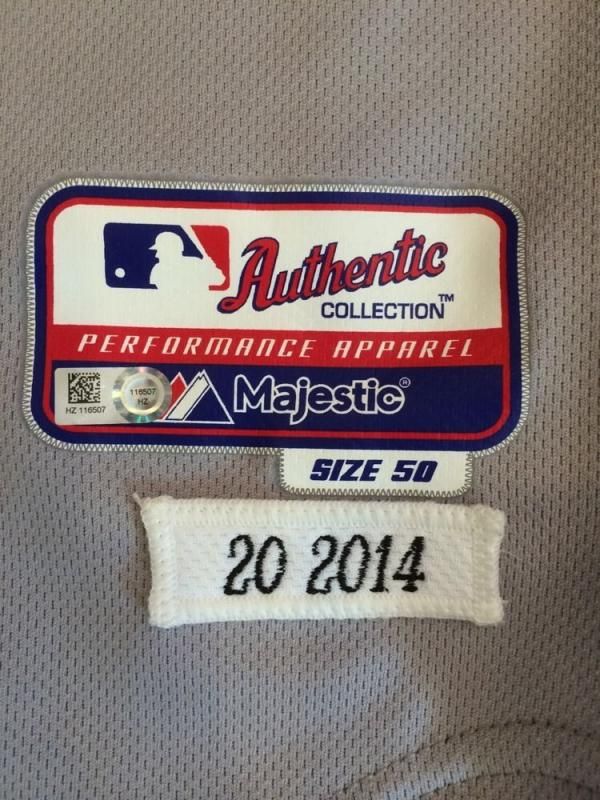 Authentic
COLLECTION™
PERFORMANCE APPAREL
HZ 116507
116507
HZ
Majestic®
SIZE 50
20 2014